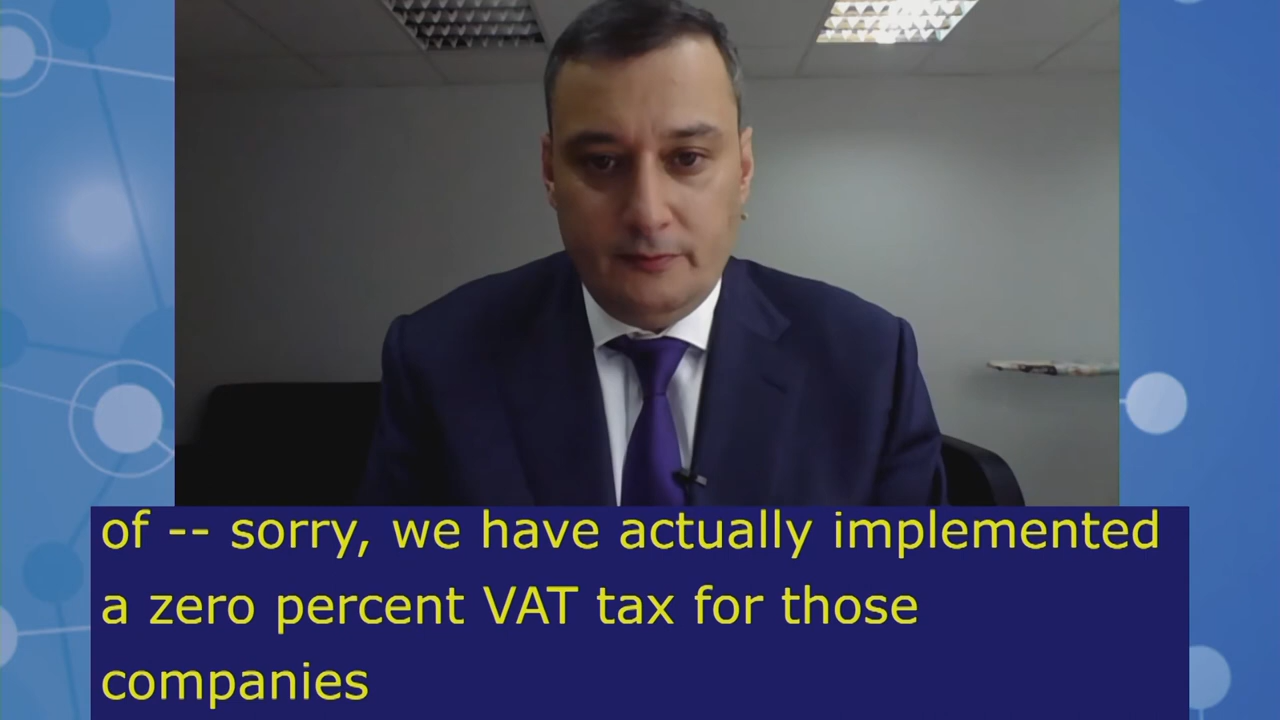 of -- sorry, we have actually implemented
a zero percent VAT tax for those
companies